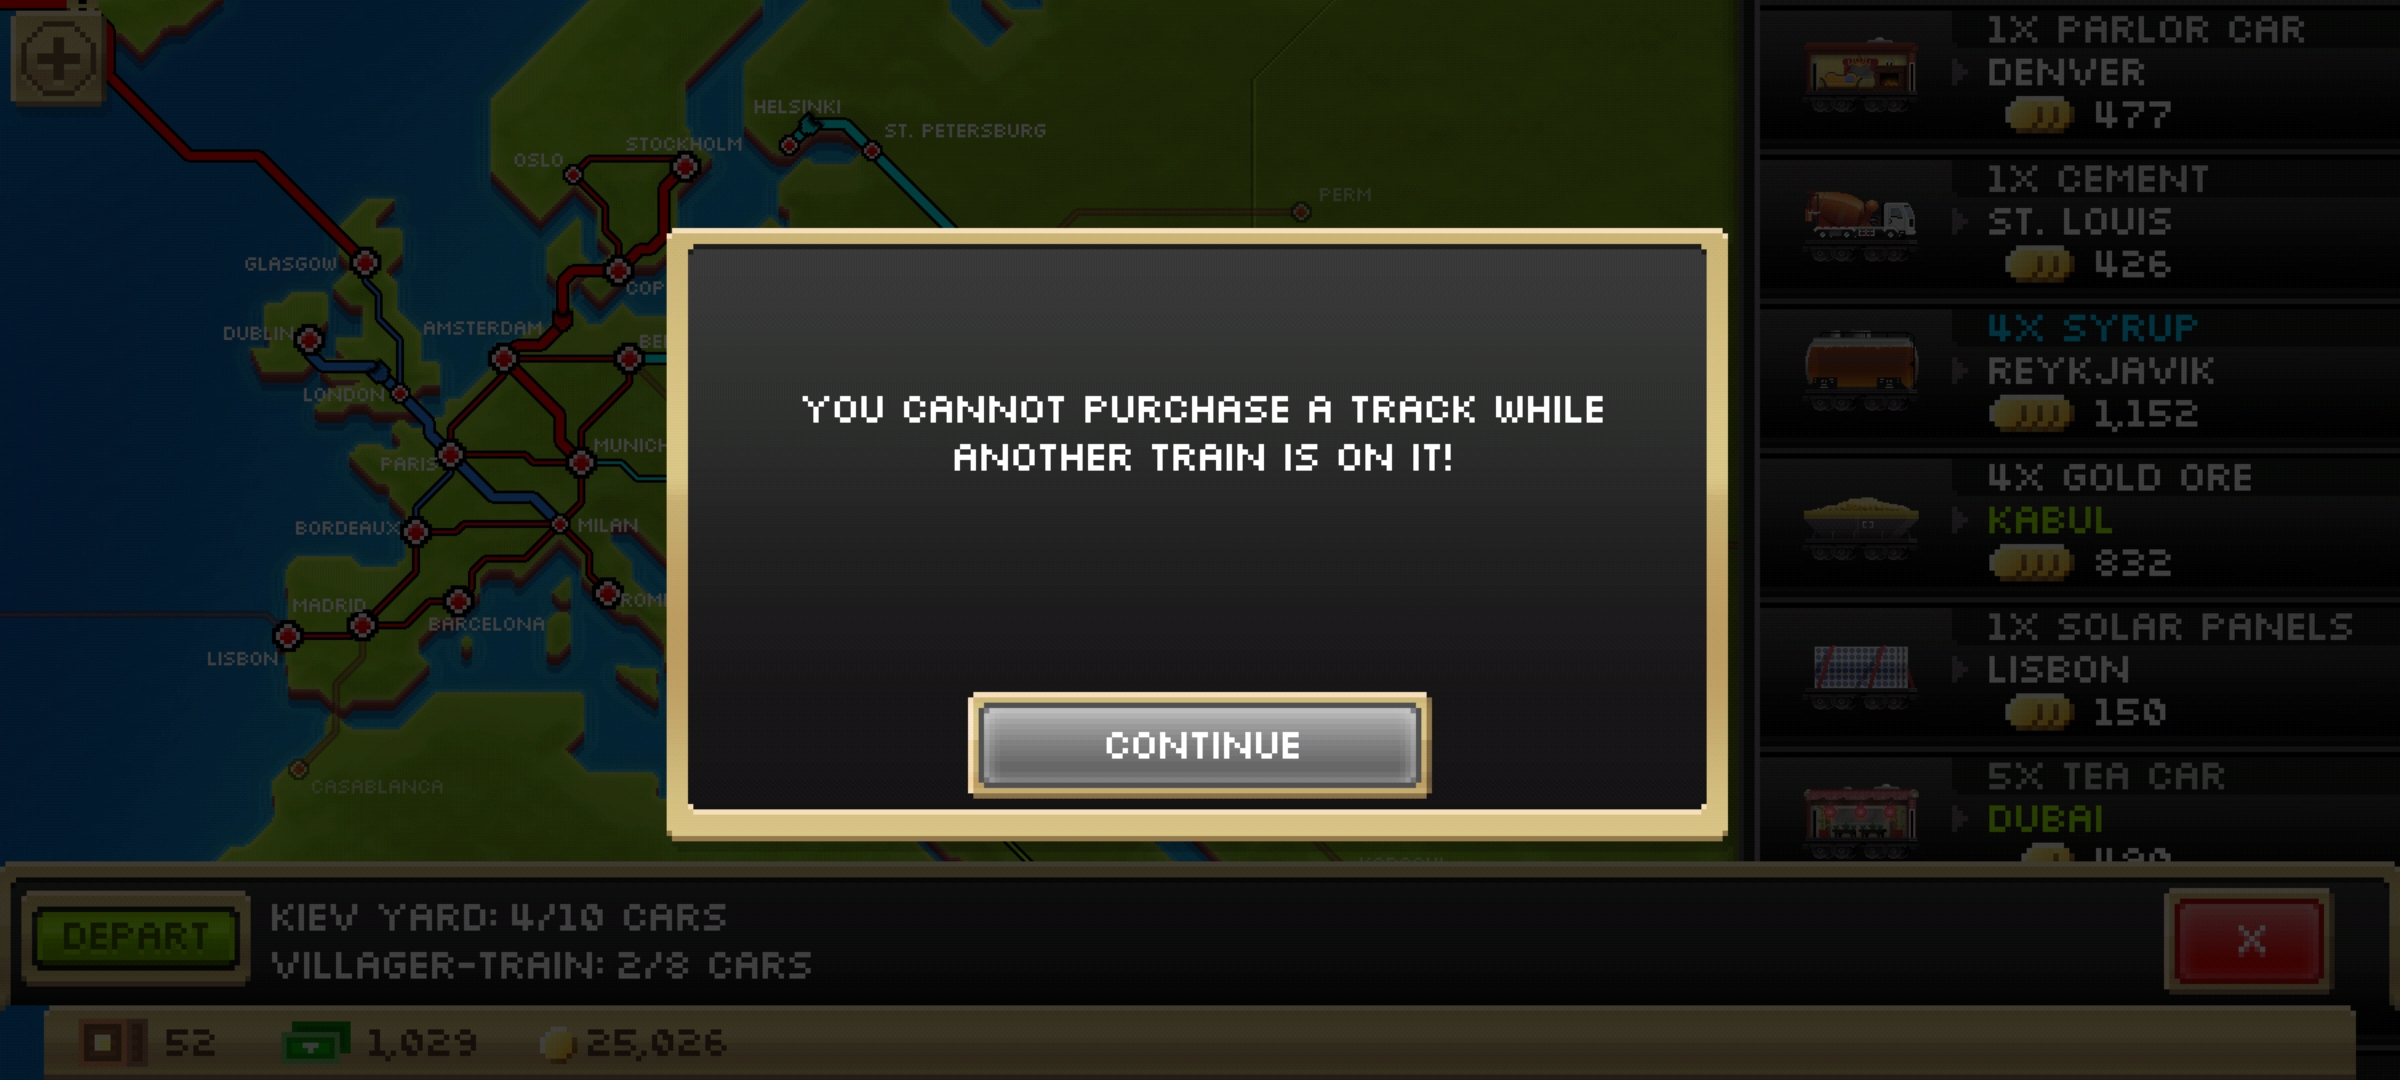 HELSINKI
ST. PETERSBURG
STOCKHOLM
OSLO
PERM
GLASGOW
COP
DUBLIN
AMSTERDAM
BE
LONDON
MUNICH
PARIS
BORDEAUX
MILAN
MADRID
ROM
BARCELONA
LISBON
CASABLANCA
YOU CANNOT PURCHASE A TRACK WHILE
ANOTHER TRAIN IS ON IT!
CONTINUE
1X PARLOR CAR
DENVER
477
1X CEMENT
ST. LOUIS
426
4X SYRUP
REYKJAVIK
1,152
4X GOLD ORE
KABUL
832
1X SOLAR PANELS
LISBON
150
5X TEA CAR
DUBAI
DEPART
KIEV YARD: 4/10 CARS
VILLAGER-TRAIN: 2/8 CARS
X
52
1,029
25,026